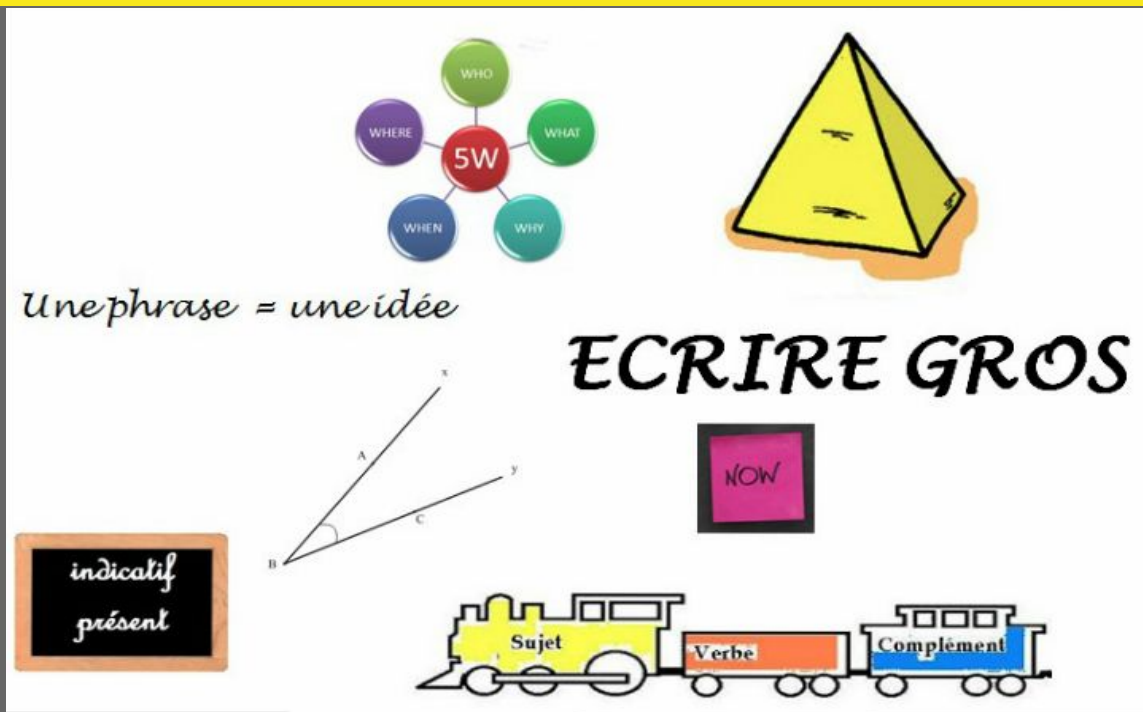 WHO
WHERE
5W
WHAT
WHEN
WHY
Une phrase = une idée
ECRIRE GROS
x
A
y
C
B
NOW
indicatif
présent
Sujet
Verbe
Complément